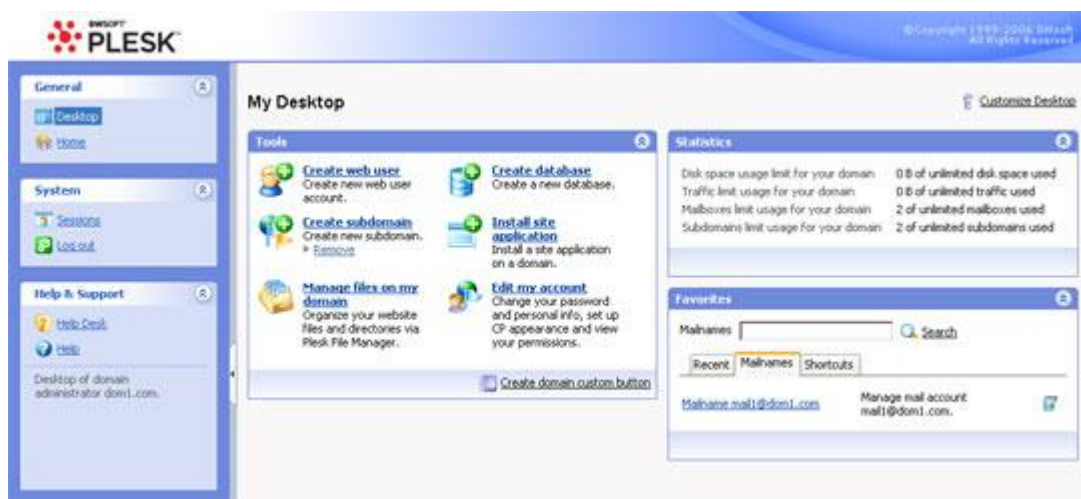 SWSOFT
PLESK
©Copyright 1999-2006 SWsoft
All Rights Reserved
General
Desktop
Home
System
Sessions
Log out
Help & Support
Help Desk
Help
Desktop of domain
administrator dom1.com.
My Desktop
Customize Desktop
Tools
Create web user
Create new web user
account.
Create subdomain
Create new subdomain.
Remove
Manage files on my
domain
Organize your website
files and directories via
Plesk File Manager.
Create database
Create a new database.
Install site
application
Install a site application
on a domain.
Edit my account
Change your password
and personal info, set up
CP appearance and view
your permissions.
Create domain custom button
Statistics
Disk space usage limit for your domain 0 B of unlimited disk space used
Traffic limit usage for your domain 0 B of unlimited traffic used
Mailboxes limit usage for your domain 2 of unlimited mailboxes used
Subdomains limit usage for your domain 2 of unlimited subdomains used
Favorites
Mailnames Search
Recent Mailnames Shortcuts
Mailname mail1@dom1.com
Manage mail account
mail1@dom1.com.